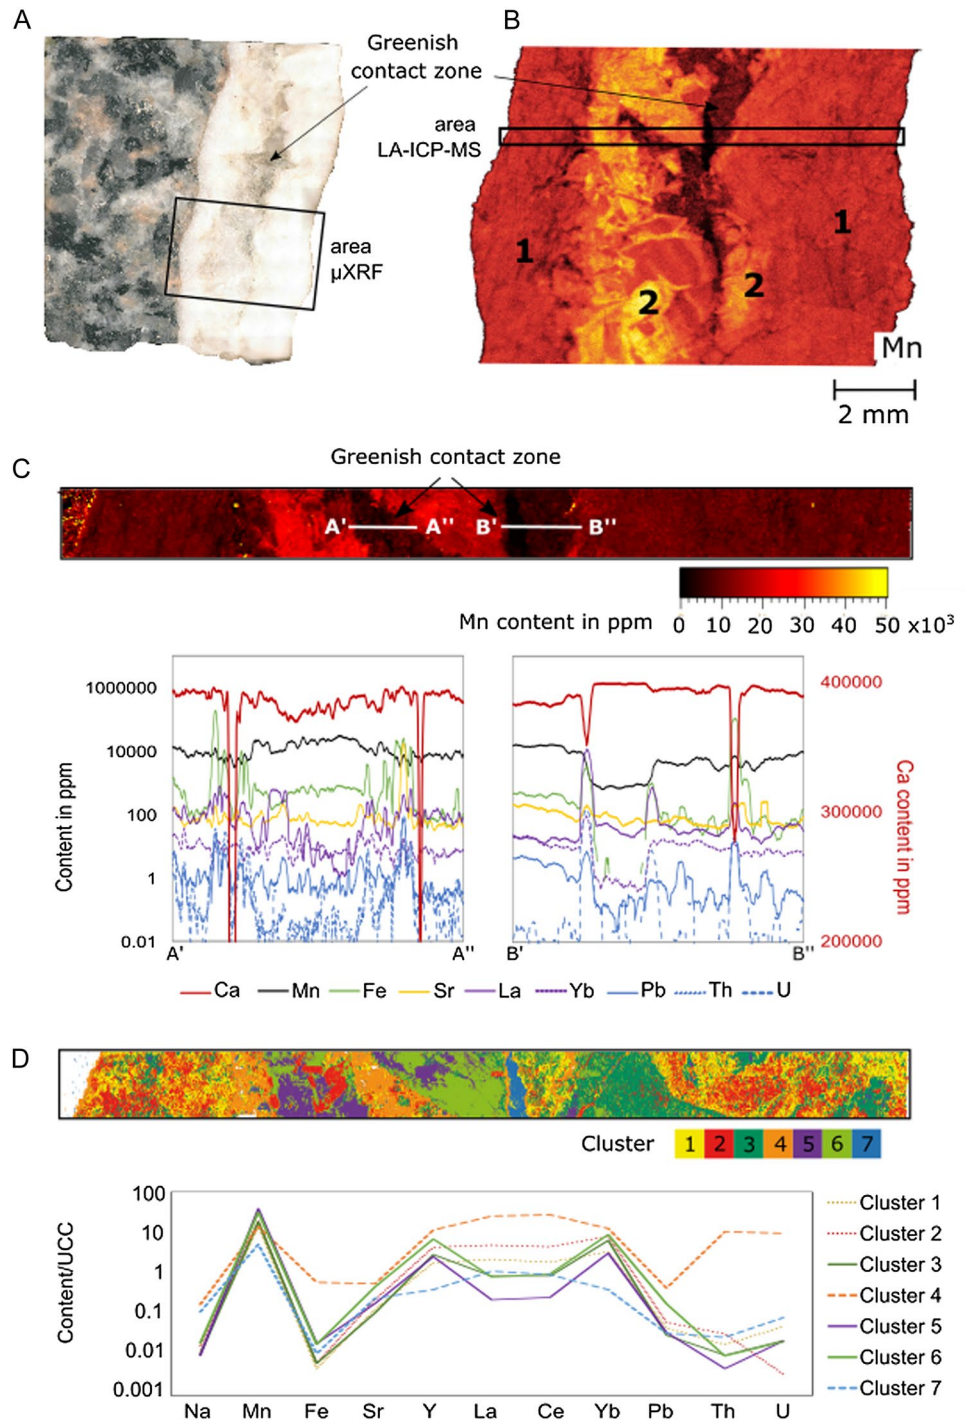 A
B
Greenish
contact zone
area
LA-ICP-MS
area
µXRF
1
1
2
2
Mn
2 mm
C
Greenish contact zone
A' A'' B' B''
Mn content in ppm 0 10 20 30 40 50 x10³
1000000
10000
100
1
0.01
Content in ppm
400000
300000
200000
Ca content in ppm
A' A'' B' B''
Ca Mn Fe Sr La Yb Pb Th U
D
Cluster 1 2 3 4 5 6 7
100
10
1
0.1
0.01
0.001
Content/UCC
Na Mn Fe Sr Y La Ce Yb Pb Th U
Cluster 1
Cluster 2
Cluster 3
Cluster 4
Cluster 5
Cluster 6
Cluster 7